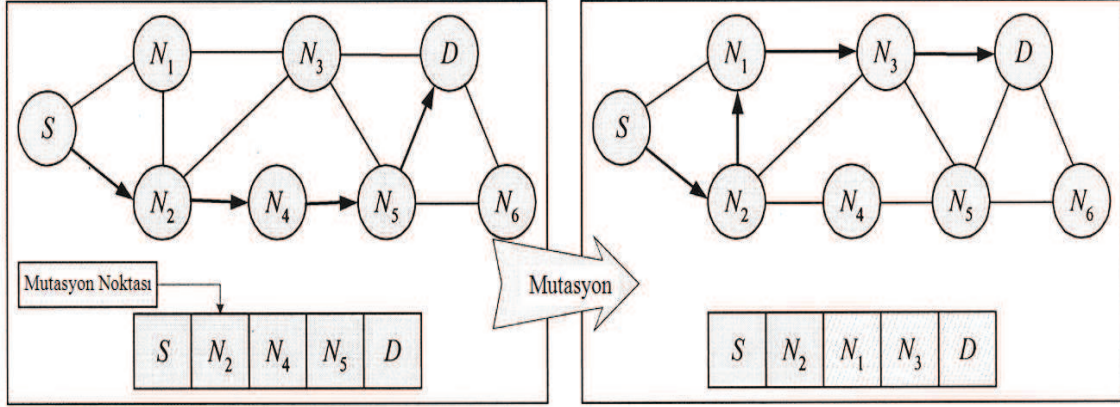 N1 N3 D
S
N2 N4 N5 N6
Mutasyon Noktası
S N2 N4 N5 D
Mutasyon
N1 N3 D
S
N2 N4 N5 N6
S N2 N1 N3 D